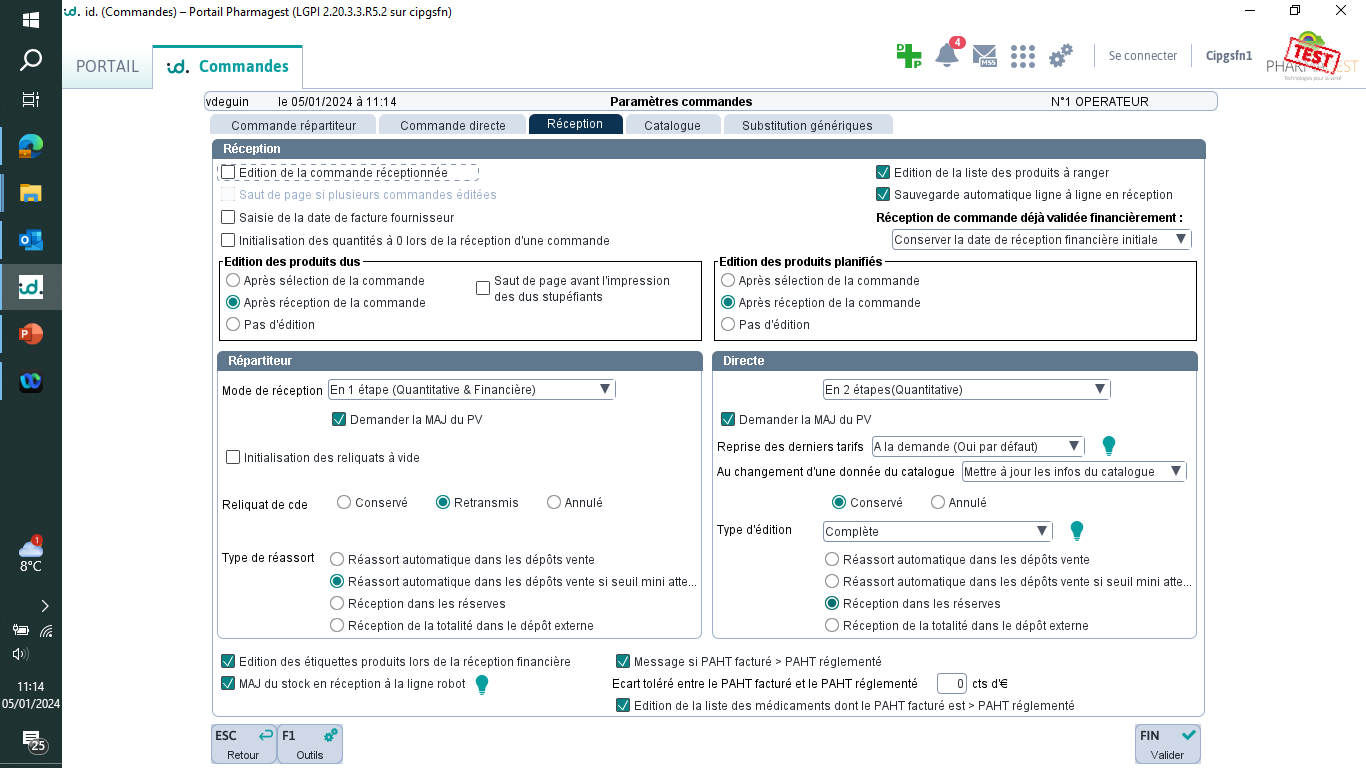 id. (Commandes) – Portail Pharmagest (LGPI 2.20.3.3.R5.2 sur cipgsfn)
PORTAIL
id. Commandes
4
MSS
Se connecter
Cipgsfn1
TEST
Technologies pour la santé
vdeguin le 05/01/2024 à 11:14 Paramètres commandes N°1 OPERATEUR
Commande répartiteur Commande directe Réception Catalogue Substitution génériques
Réception
Edition de la commande réceptionnée
Saut de page si plusieurs commandes éditées
Saisie de la date de facture fournisseur
Initialisation des quantités à 0 lors de la réception d'une commande
Edition de la liste des produits à ranger
Sauvegarde automatique ligne à ligne en réception
Réception de commande déjà validée financièrement :
Conserver la date de réception financière initiale
Edition des produits dus
Après sélection de la commande
Après réception de la commande
Pas d'édition
Saut de page avant l'impression
des dus stupéfiants
Edition des produits planifiés
Après sélection de la commande
Après réception de la commande
Pas d'édition
Répartiteur
Mode de réception En 1 étape (Quantitative & Financière)
Demander la MAJ du PV
Initialisation des reliquats à vide
Reliquat de cde Conservé Retransmis Annulé
Type de réassort
Réassort automatique dans les dépôts vente
Réassort automatique dans les dépôts vente si seuil mini atte...
Réception dans les réserves
Réception de la totalité dans le dépôt externe
Directe
En 2 étapes(Quantitative)
Demander la MAJ du PV
Reprise des derniers tarifs A la demande (Oui par défaut)
Au changement d'une donnée du catalogue Mettre à jour les infos du catalogue
Conservé Annulé
Type d'édition Complète
Réassort automatique dans les dépôts vente
Réassort automatique dans les dépôts vente si seuil mini atte...
Réception dans les réserves
Réception de la totalité dans le dépôt externe
Edition des étiquettes produits lors de la réception financière
MAJ du stock en réception à la ligne robot
Message si PAHT facturé > PAHT réglementé
Ecart toléré entre le PAHT facturé et le PAHT réglementé 0 cts d'€
Edition de la liste des médicaments dont le PAHT facturé est > PAHT réglementé
ESC
Retour
F1
Outils
FIN
Valider
id.
1
8°C
11:14
05/01/2024
25